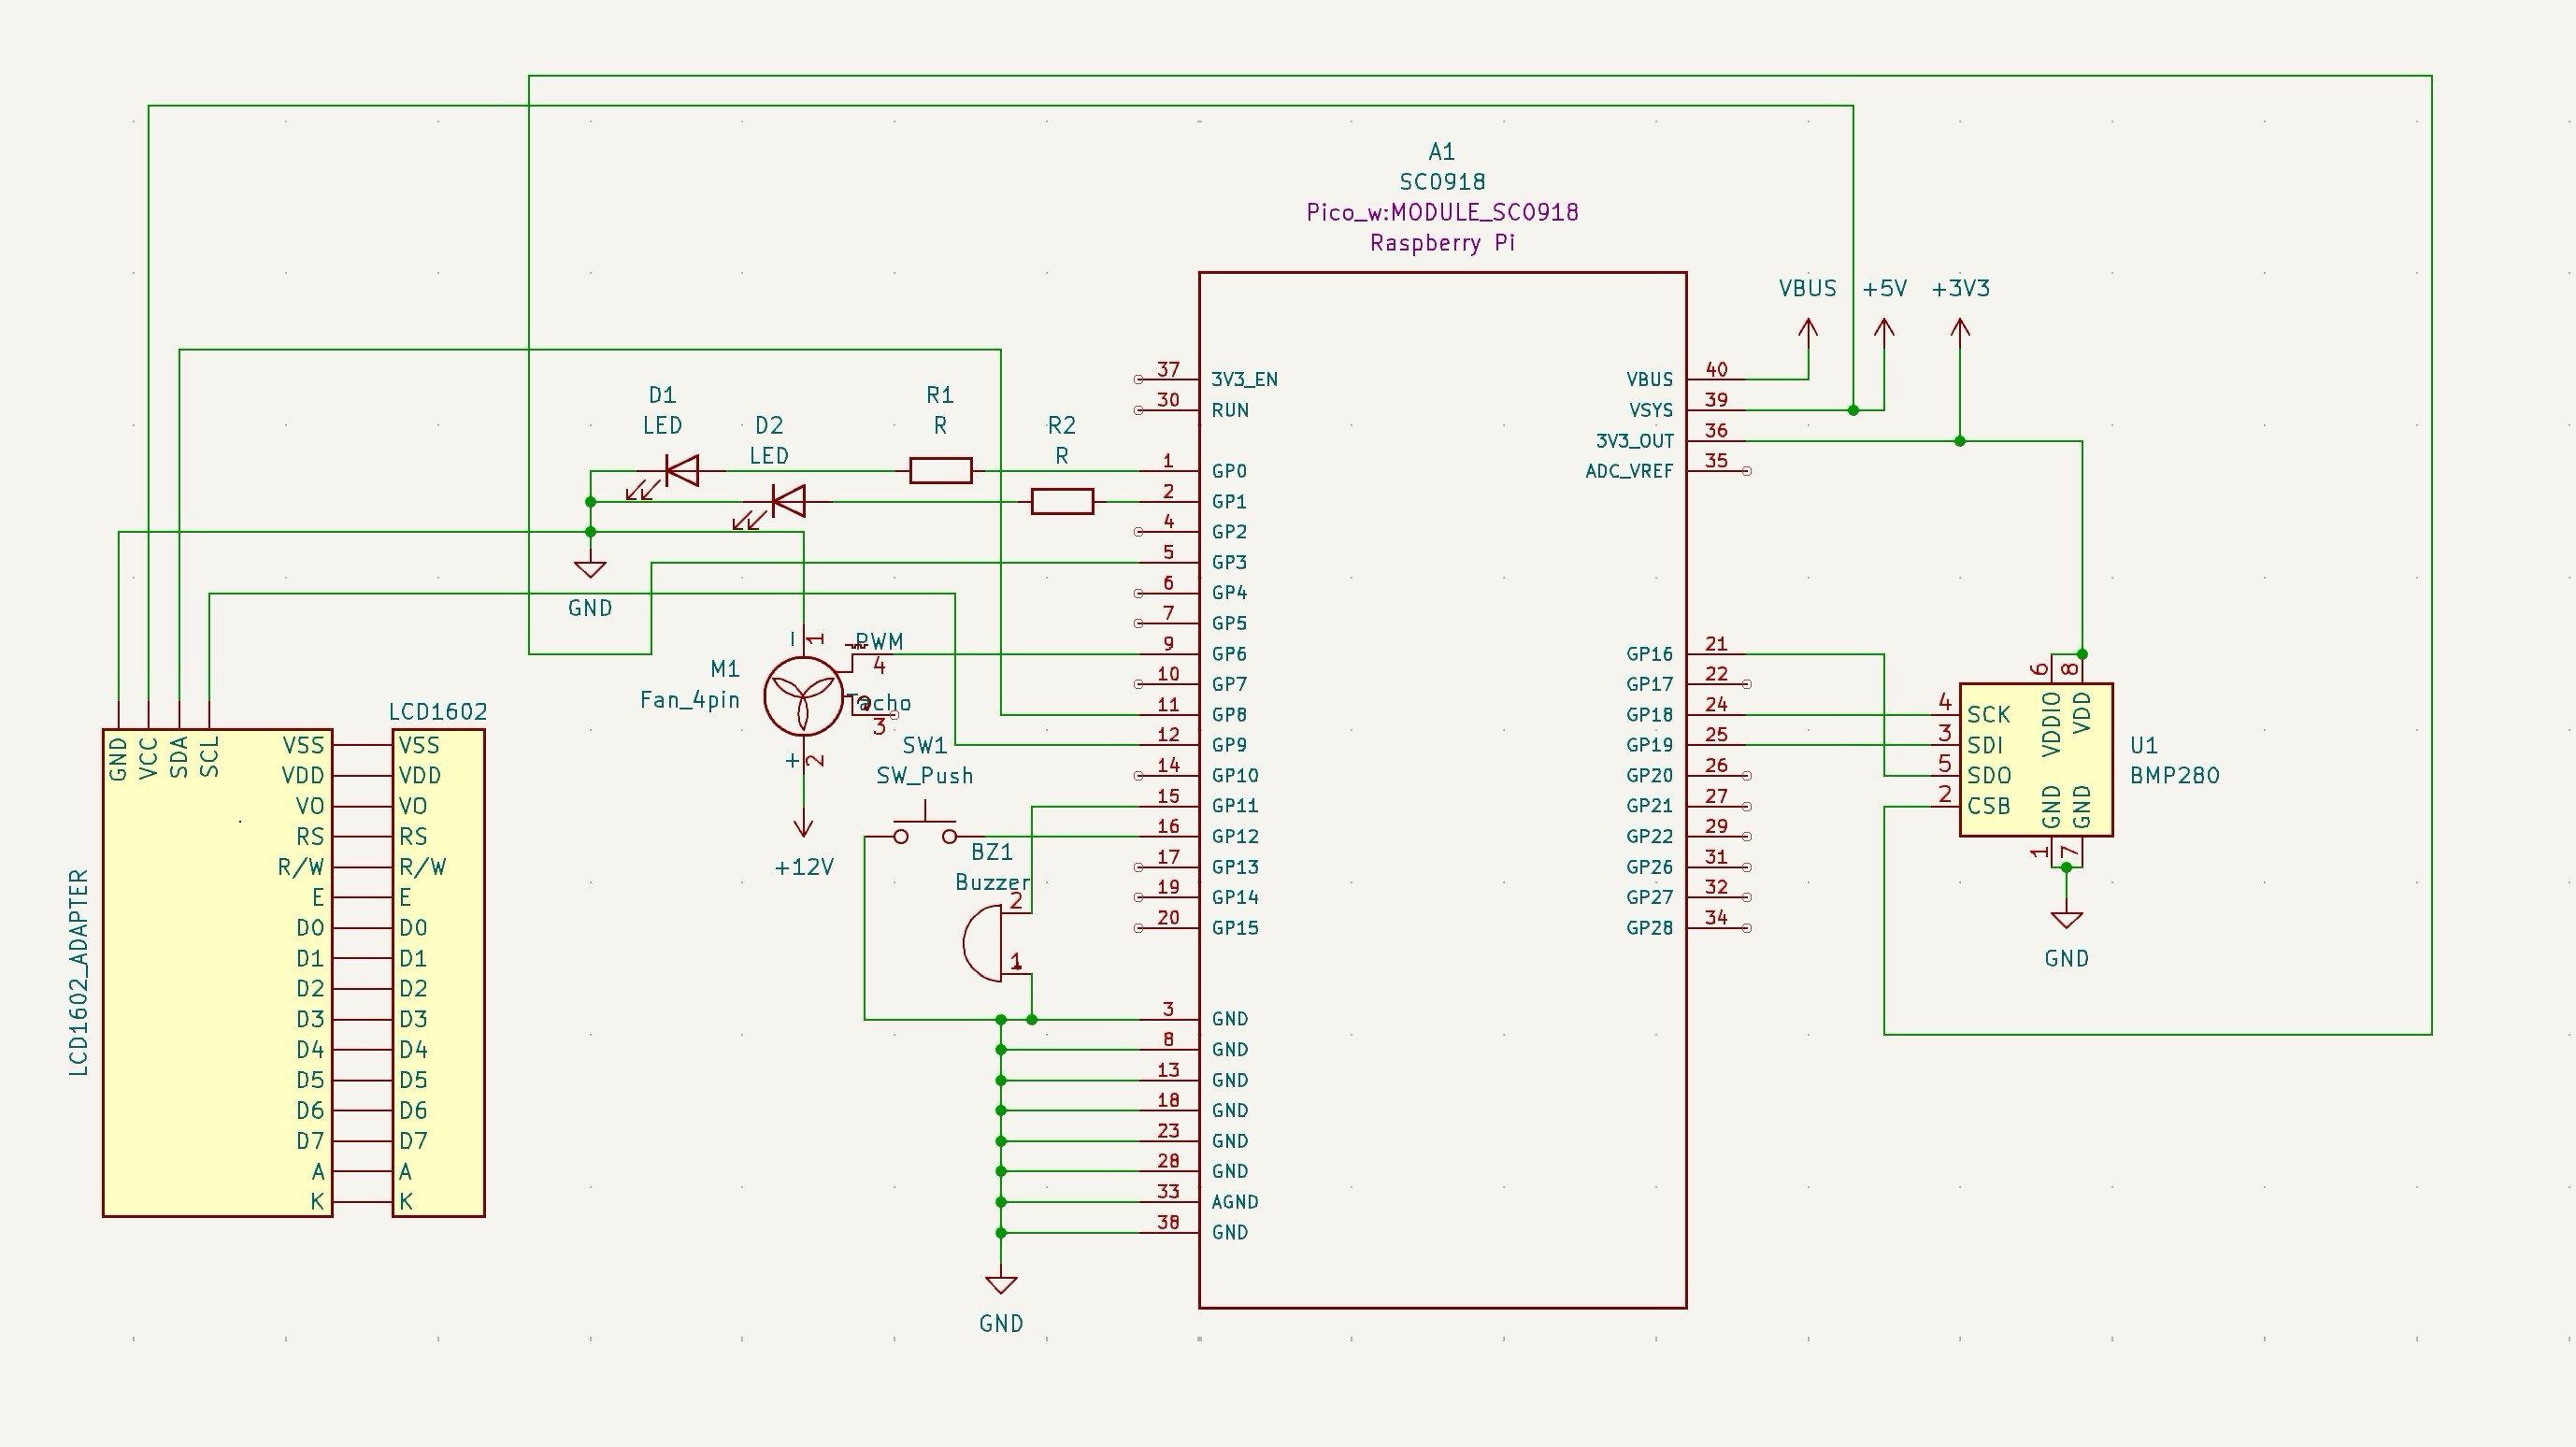 A1
SC0918
Pico_w:MODULE_SC0918
Raspberry Pi
VBUS +5V +3V3
37 3V3_EN
30 RUN
1 GP0
2 GP1
4 GP2
5 GP3
6 GP4
7 GP5
9 GP6
10 GP7
11 GP8
12 GP9
14 GP10
15 GP11
16 GP12
17 GP13
19 GP14
20 GP15
3 GND
8 GND
13 GND
18 GND
23 GND
28 GND
33 AGND
38 GND
GND
VBUS 40
VSYS 39
3V3_OUT 36
ADC_VREF 35
GP16 21
GP17 22
GP18 24
GP19 25
GP20 26
GP21 27
GP22 29
GP26 31
GP27 32
GP28 34
D1
LED
D2
LED
R1
R
R2
R
GND
M1
Fan_4pin
- 1
PWM
4
Tacho
3
+ 2
+12V
SW1
SW_Push
BZ1
Buzzer
2
1
LCD1602_ADAPTER
GND VCC SDA SCL
VSS
VDD
VO
RS
R/W
E
D0
D1
D2
D3
D4
D5
D6
D7
A
K
LCD1602
VSS
VDD
VO
RS
R/W
E
D0
D1
D2
D3
D4
D5
D6
D7
A
K
6 8
VDDIO VDD
4 SCK
3 SDI
5 SDO
2 CSB
GND GND
1 7
GND
U1
BMP280